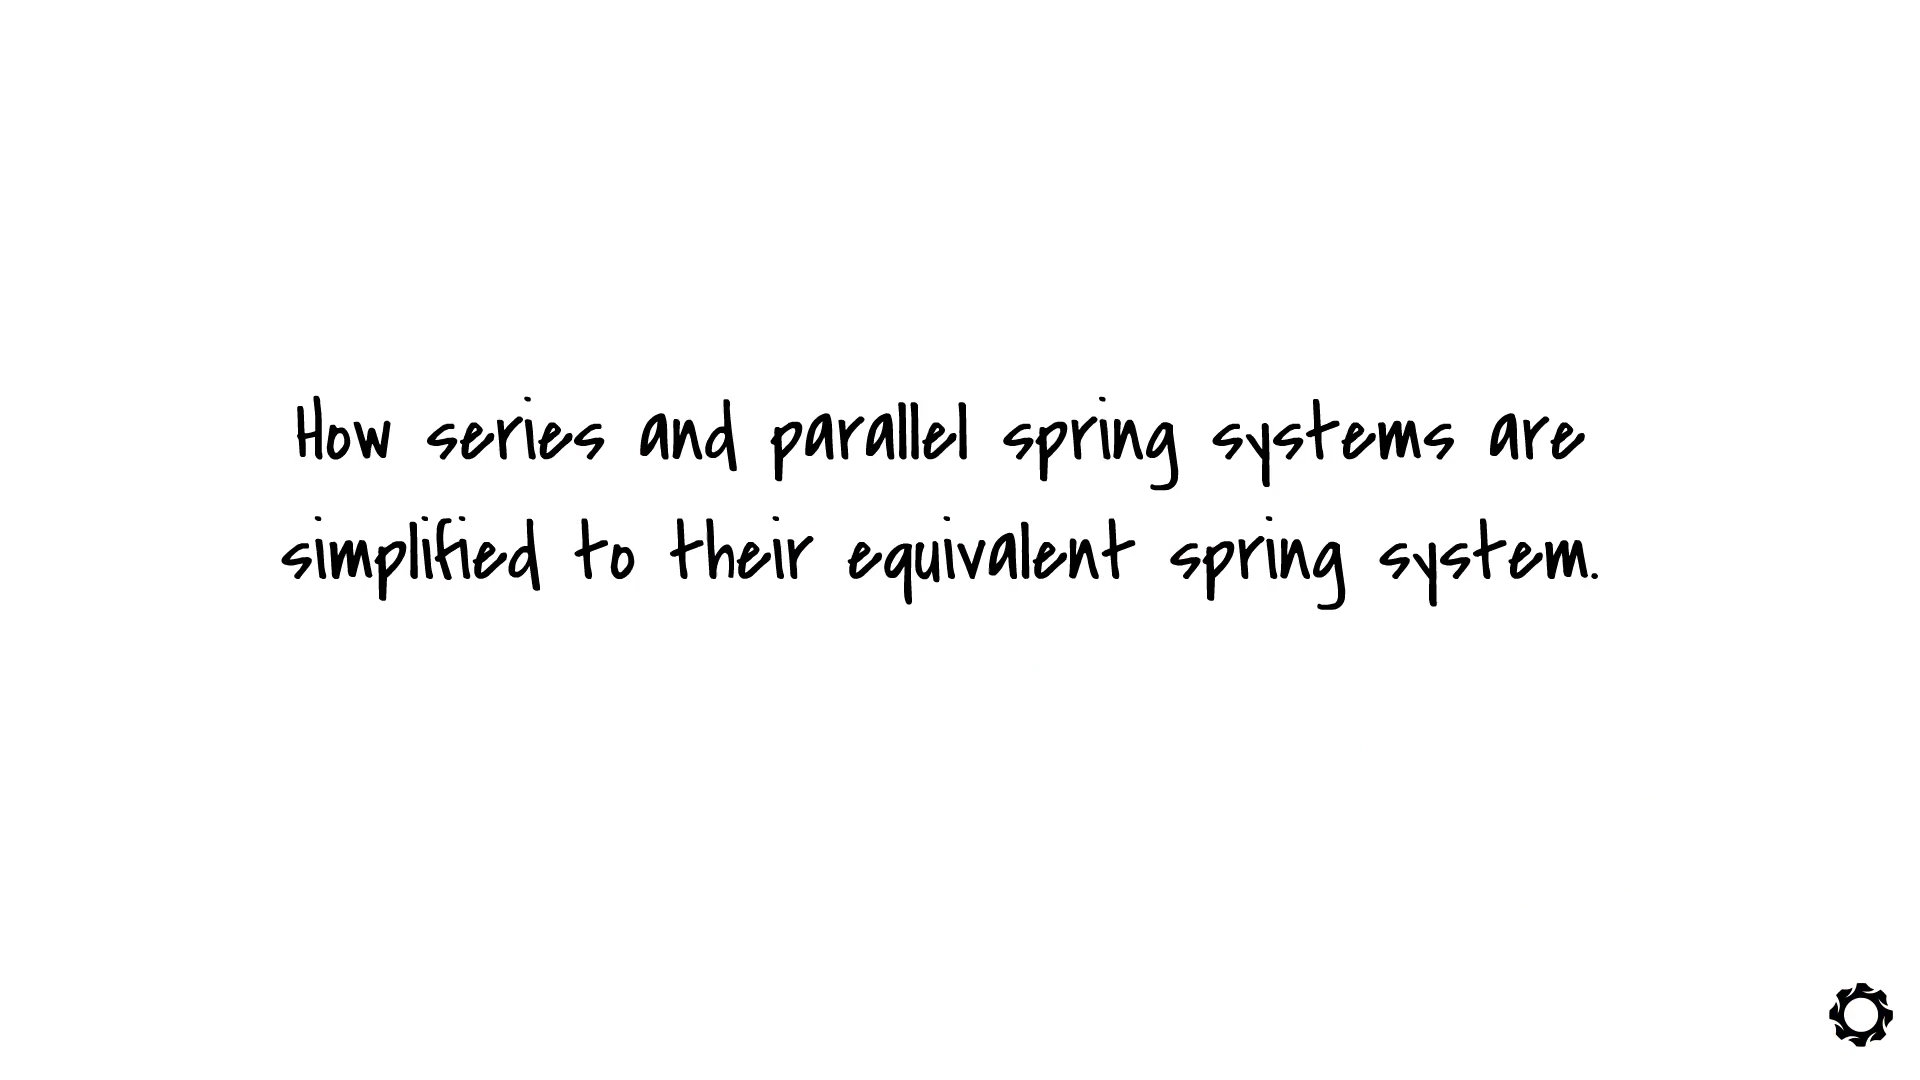 How series and parallel spring systems are
simplified to their equivalent spring system.